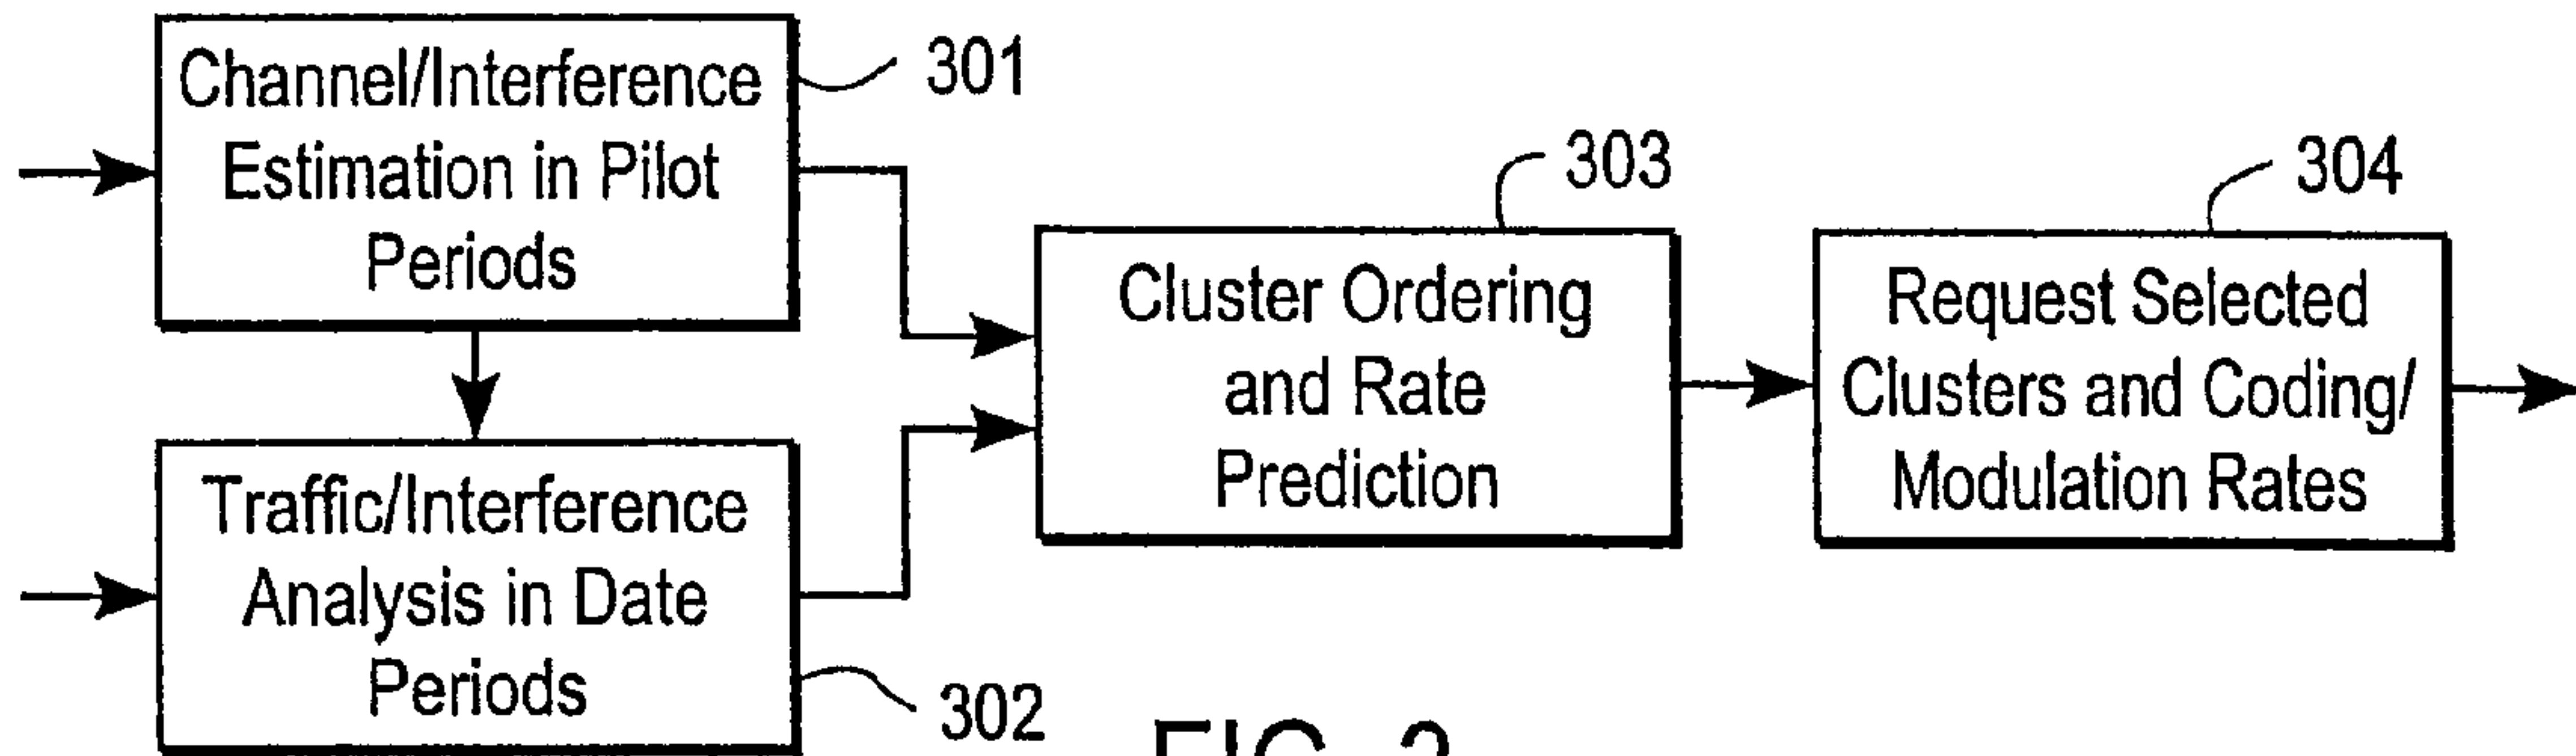 Channel/Interference
Estimation in Pilot
Periods
301
Traffic/Interference
Analysis in Date
Periods
302
Cluster Ordering
and Rate
Prediction
303
Request Selected
Clusters and Coding/
Modulation Rates
304
FIG.